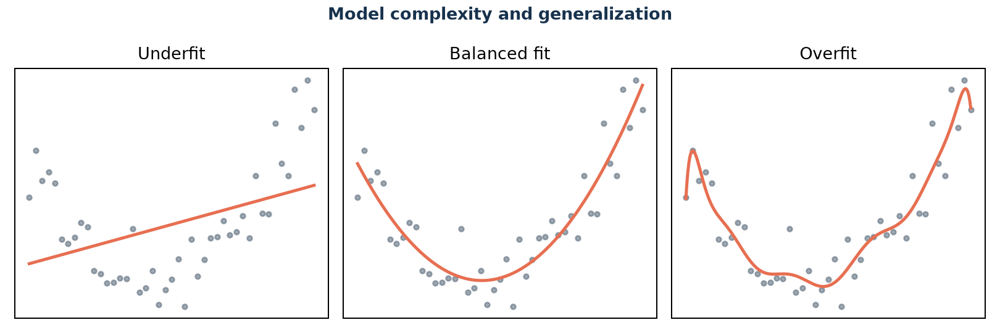 Model complexity and generalization
Underfit
Balanced fit
Overfit